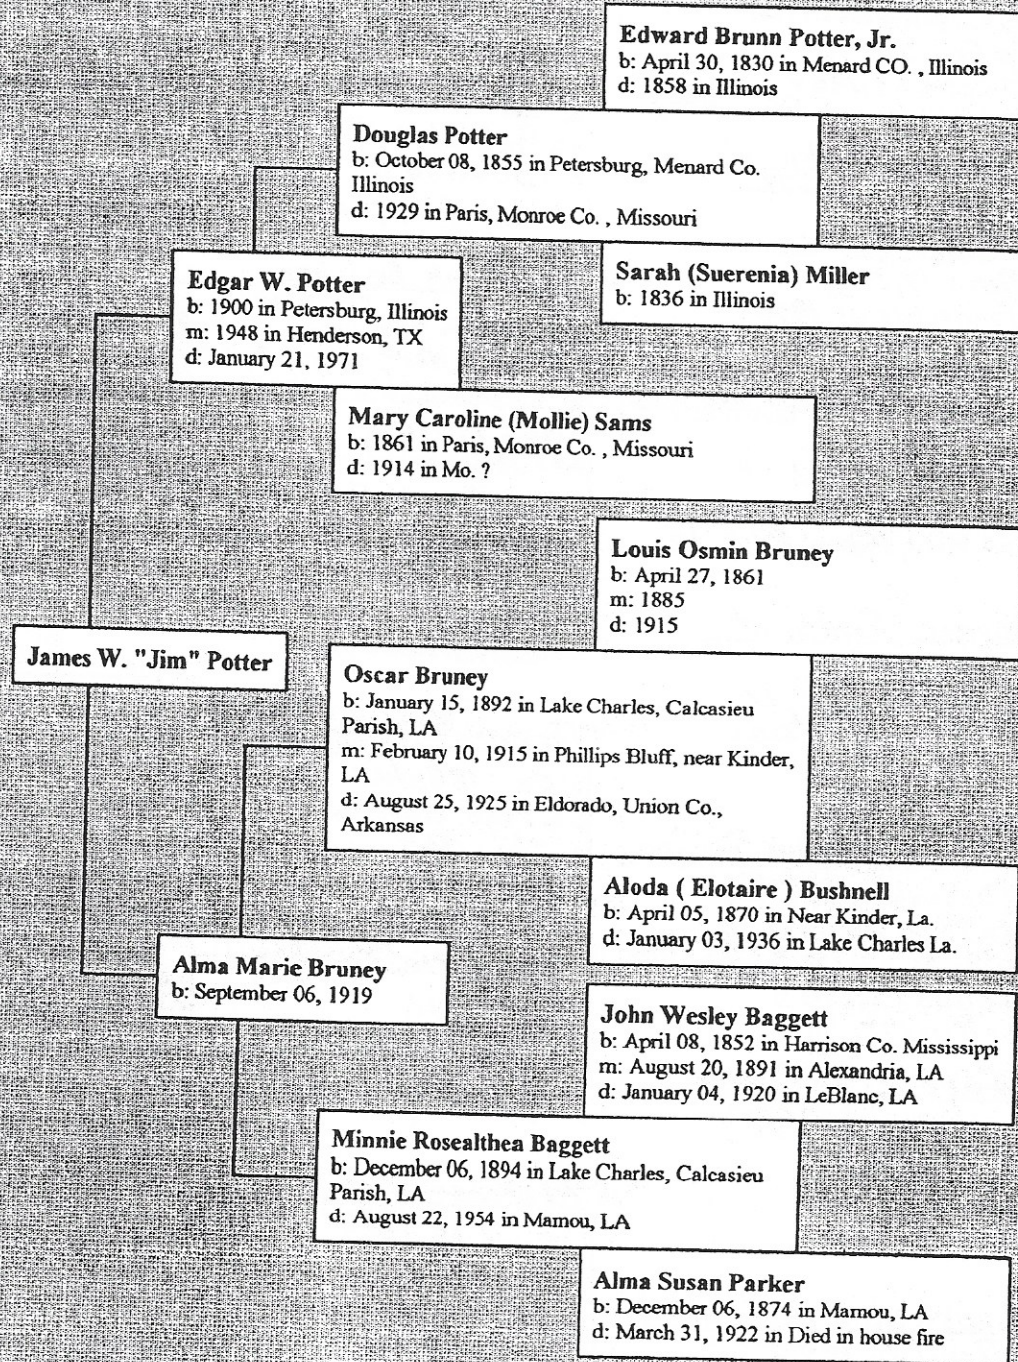 Edward Brunn Potter, Jr.
b: April 30, 1830 in Menard CO. , Illinois
d: 1858 in Illinois
Douglas Potter
b: October 08, 1855 in Petersburg, Menard Co.
Illinois
d: 1929 in Paris, Monroe Co. , Missouri
Sarah (Suerenia) Miller
b: 1836 in Illinois
Edgar W. Potter
b: 1900 in Petersburg, Illinois
m: 1948 in Henderson, TX
d: January 21, 1971
Mary Caroline (Mollie) Sams
b: 1861 in Paris, Monroe Co. , Missouri
d: 1914 in Mo. ?
Louis Osmin Bruney
b: April 27, 1861
m: 1885
d: 1915
James W. "Jim" Potter
Oscar Bruney
b: January 15, 1892 in Lake Charles, Calcasieu
Parish, LA
m: February 10, 1915 in Phillips Bluff, near Kinder,
LA
d: August 25, 1925 in Eldorado, Union Co.,
Arkansas
Aloda ( Elotaire ) Bushnell
b: April 05, 1870 in Near Kinder, La.
d: January 03, 1936 in Lake Charles La.
Alma Marie Bruney
b: September 06, 1919
John Wesley Baggett
b: April 08, 1852 in Harrison Co. Mississippi
m: August 20, 1891 in Alexandria, LA
d: January 04, 1920 in LeBlanc, LA
Minnie Rosealthea Baggett
b: December 06, 1894 in Lake Charles, Calcasieu
Parish, LA
d: August 22, 1954 in Mamou, LA
Alma Susan Parker
b: December 06, 1874 in Mamou, LA
d: March 31, 1922 in Died in house fire